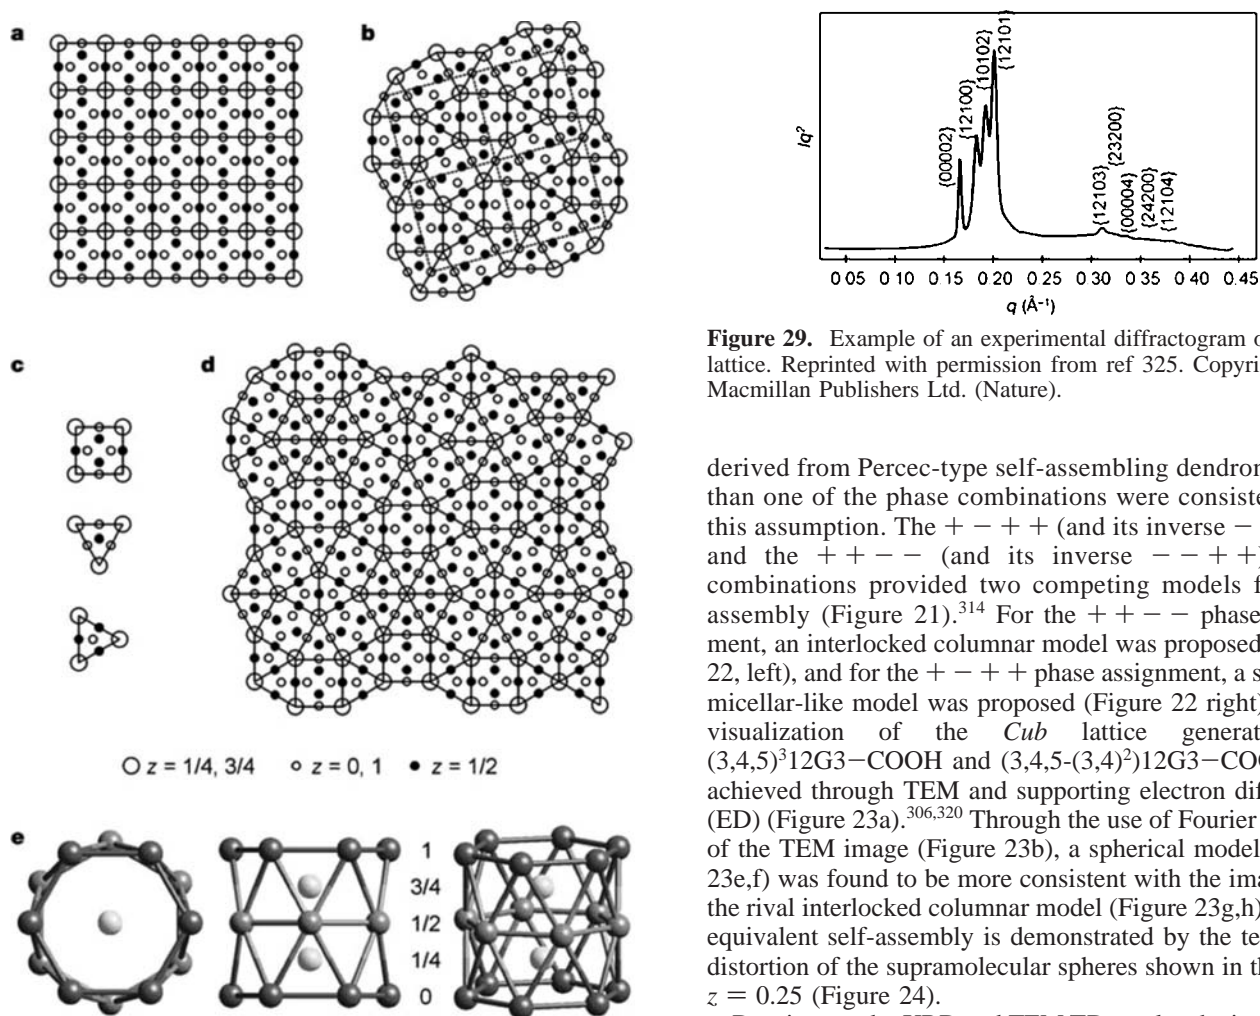 a
b
c
d
○ z = 1/4, 3/4 ○ z = 0, 1 ● z = 1/2
e
1
3/4
1/2
1/4
0
{00002}
{12100}
{10102}
{12101}
{12103}
{23200}
{00004}
{24200}
{12104}
Iq²
0 05 0 10 0 15 0 20 0 25 0 30 0 35 0 40 0.45
q (Å⁻¹)
Figure 29. Example of an experimental diffractogram o
lattice. Reprinted with permission from ref 325. Copyri
Macmillan Publishers Ltd. (Nature).
derived from Percec-type self-assembling dendron
than one of the phase combinations were consiste
this assumption. The + − + + (and its inverse −
and the + + − − (and its inverse − − + +)
combinations provided two competing models f
assembly (Figure 21).³¹⁴ For the + + − − phase
ment, an interlocked columnar model was proposed
22, left), and for the + − + + phase assignment, a s
micellar-like model was proposed (Figure 22 right)
visualization of the Cub lattice generat
(3,4,5)³12G3−COOH and (3,4,5-(3,4)²)12G3−COO
achieved through TEM and supporting electron dif
(ED) (Figure 23a).³⁰⁶,³²⁰ Through the use of Fourier
of the TEM image (Figure 23b), a spherical model
23e,f) was found to be more consistent with the ima
the rival interlocked columnar model (Figure 23g,h)
equivalent self-assembly is demonstrated by the te
distortion of the supramolecular spheres shown in th
z = 0.25 (Figure 24).